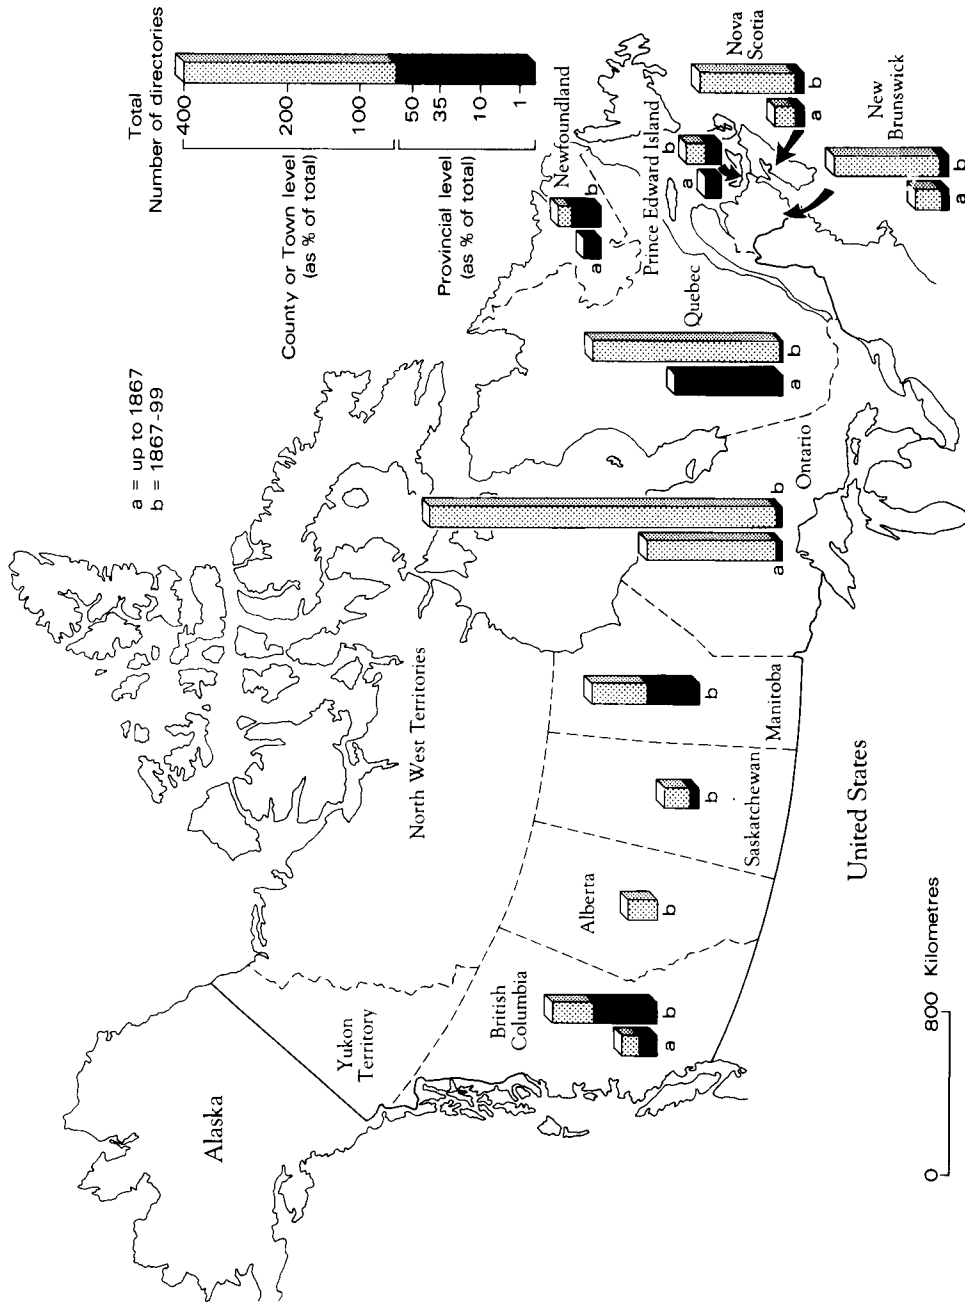 Total
Number of directories
400
200
100
50
35
10
1
County or Town level
(as % of total)
Provincial level
(as % of total)
a = up to 1867
b = 1867-99
Alaska
Yukon
Territory
North West Territories
British
Columbia
a
b
Alberta
b
Saskatchewan
b
Manitoba
b
Ontario
a
b
Quebec
a
b
Newfoundland
a
b
Prince Edward Island
a
b
Nova
Scotia
a
b
New
Brunswick
a
b
United States
0
800 Kilometres